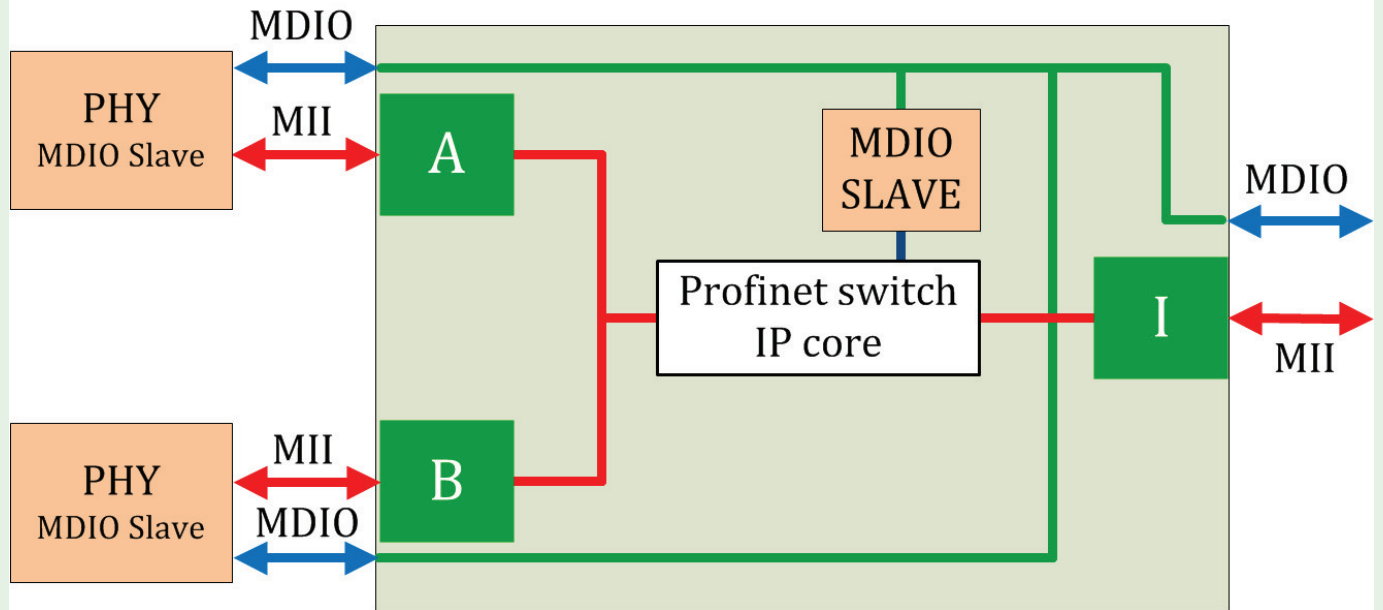 MDIO
PHY
MDIO Slave
MII
A
MDIO
SLAVE
MDIO
Profinet switch
IP core
I
MII
PHY
MDIO Slave
MII
B
MDIO